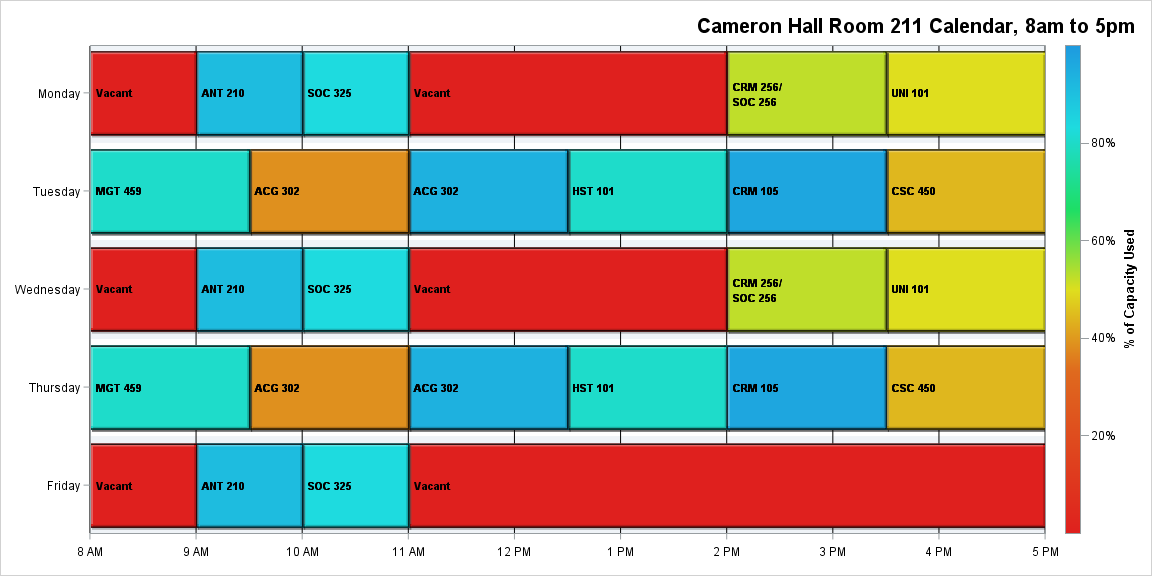 Cameron Hall Room 211 Calendar, 8am to 5pm
Monday
Vacant
ANT 210
SOC 325
Vacant
CRM 256/
SOC 256
UNI 101
Tuesday
MGT 459
ACG 302
ACG 302
HST 101
CRM 105
CSC 450
Wednesday
Vacant
ANT 210
SOC 325
Vacant
CRM 256/
SOC 256
UNI 101
Thursday
MGT 459
ACG 302
ACG 302
HST 101
CRM 105
CSC 450
Friday
Vacant
ANT 210
SOC 325
Vacant
8 AM
9 AM
10 AM
11 AM
12 PM
1 PM
2 PM
3 PM
4 PM
5 PM
80%
60%
40%
20%
% of Capacity Used